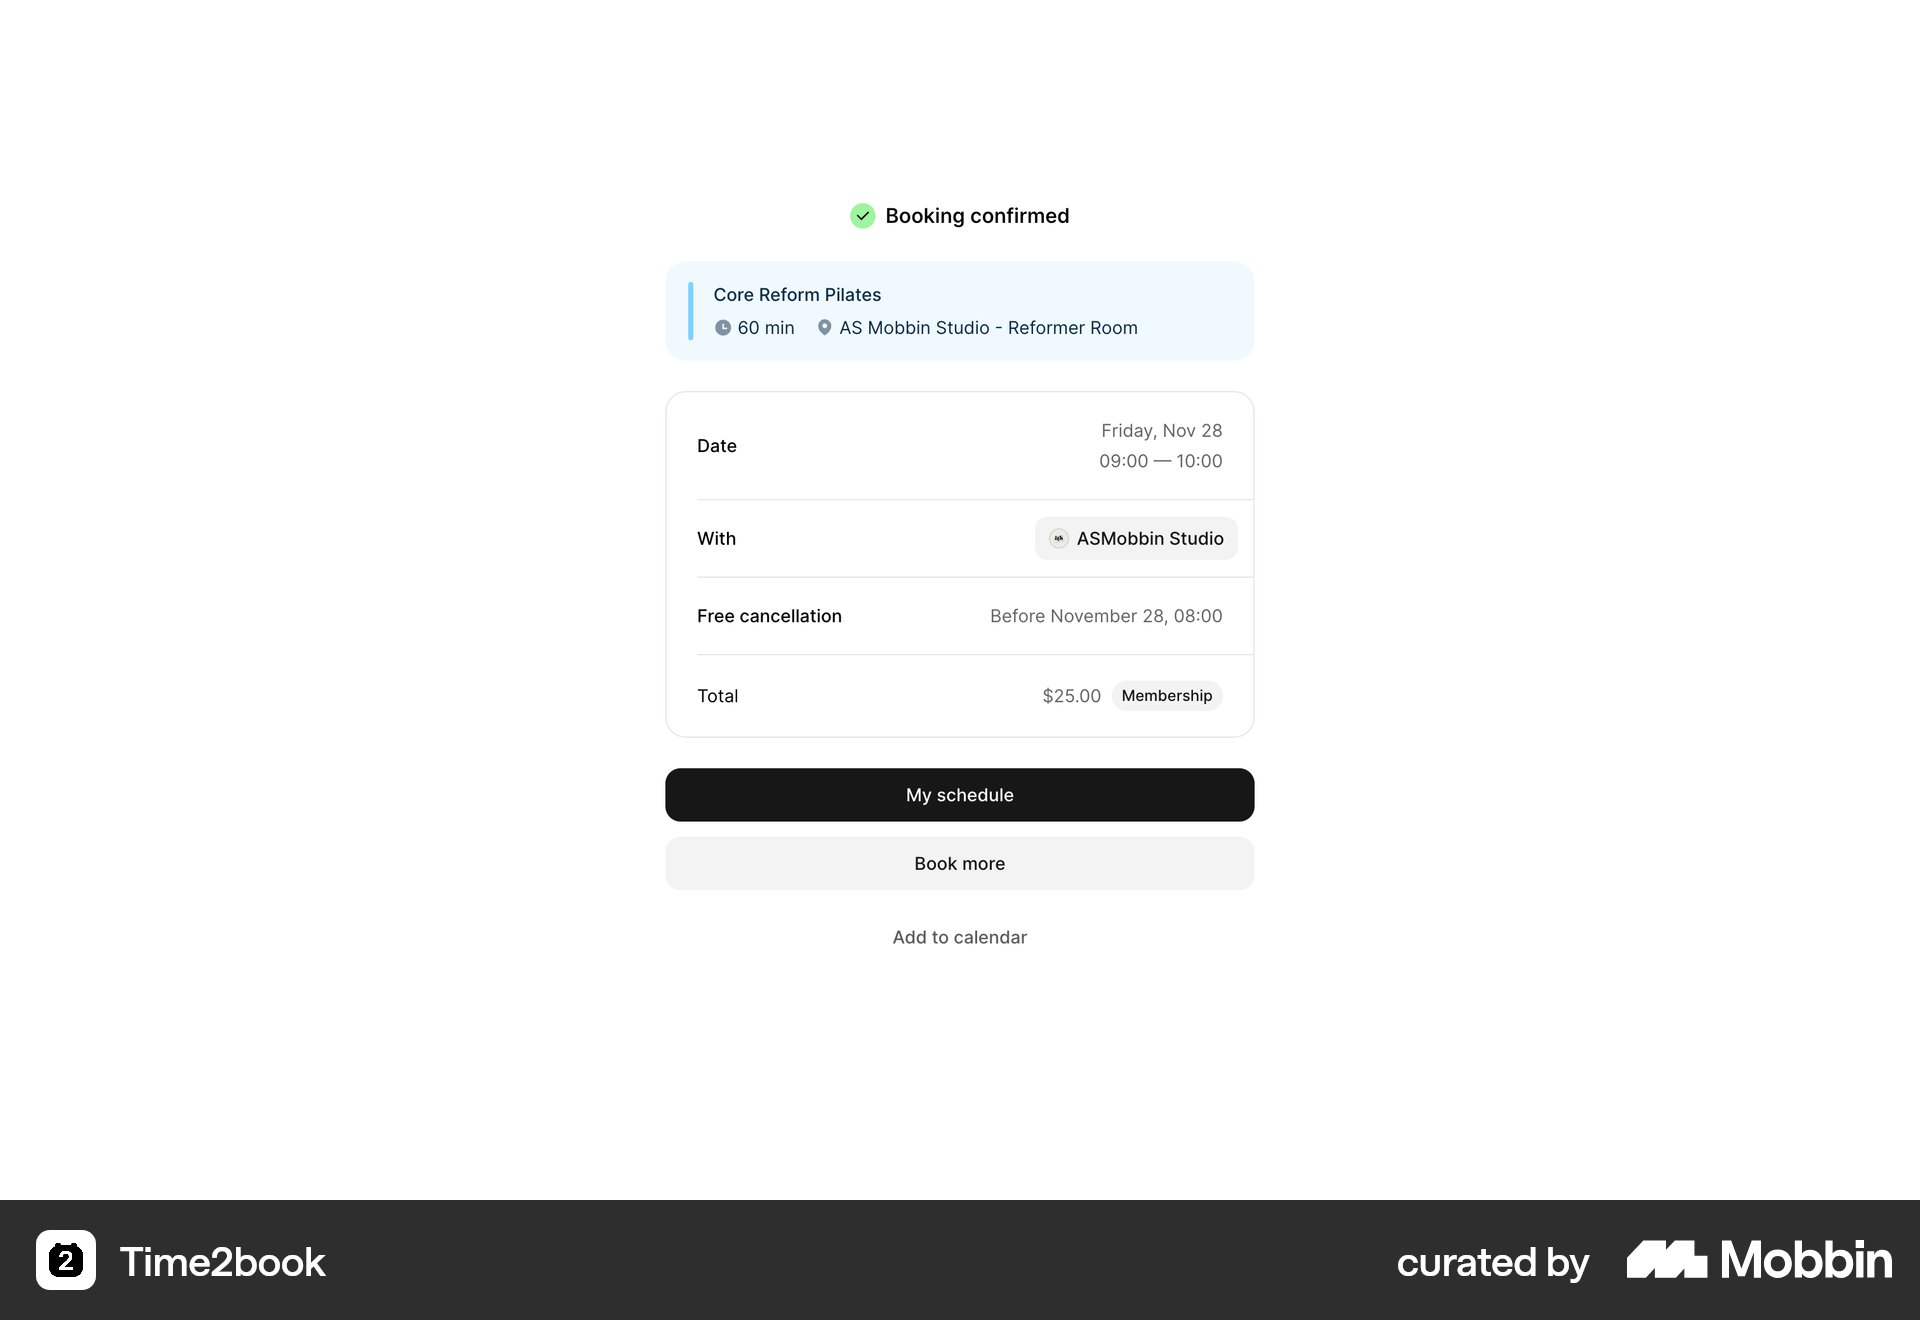 Booking confirmed
Core Reform Pilates
60 min AS Mobbin Studio - Reformer Room
Date
Friday, Nov 28
09:00 — 10:00
With
ASMobbin Studio
Free cancellation
Before November 28, 08:00
Total
$25.00 Membership
My schedule
Book more
Add to calendar
2 Time2book
curated by Mobbin